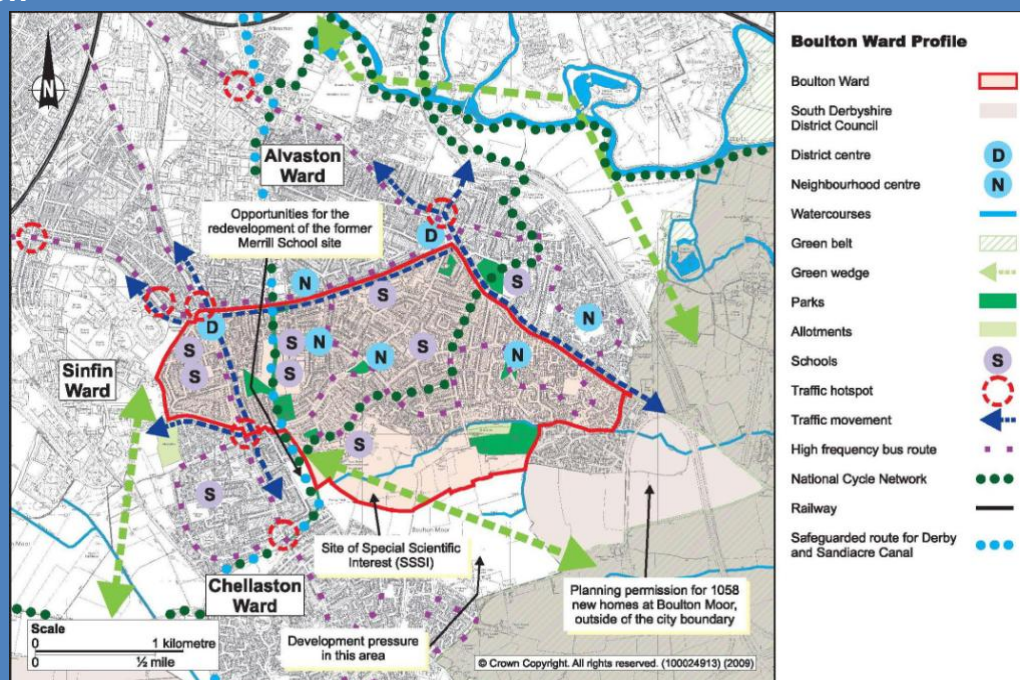 N
Alvaston
Ward
Opportunities for the
redevelopment of the former
Merrill School site
D
N
S
S
D
N
Sinfin
Ward
S
S
S
S
N
N
S
N
S
S
Site of Special Scientific
Interest (SSSI)
Boulton Moor
Chellaston
Ward
Planning permission for 1058
new homes at Boulton Moor,
outside of the city boundary
Development pressure
in this area
Scale
0 1 kilometre
0 ½ mile
© Crown Copyright. All rights reserved. (100024913) (2009)
Boulton Ward Profile
Boulton Ward
South Derbyshire
District Council
District centre
D
Neighbourhood centre
N
Watercourses
Green belt
Green wedge
Parks
Allotments
Schools
S
Traffic hotspot
Traffic movement
High frequency bus route
National Cycle Network
Railway
Safeguarded route for Derby
and Sandiacre Canal